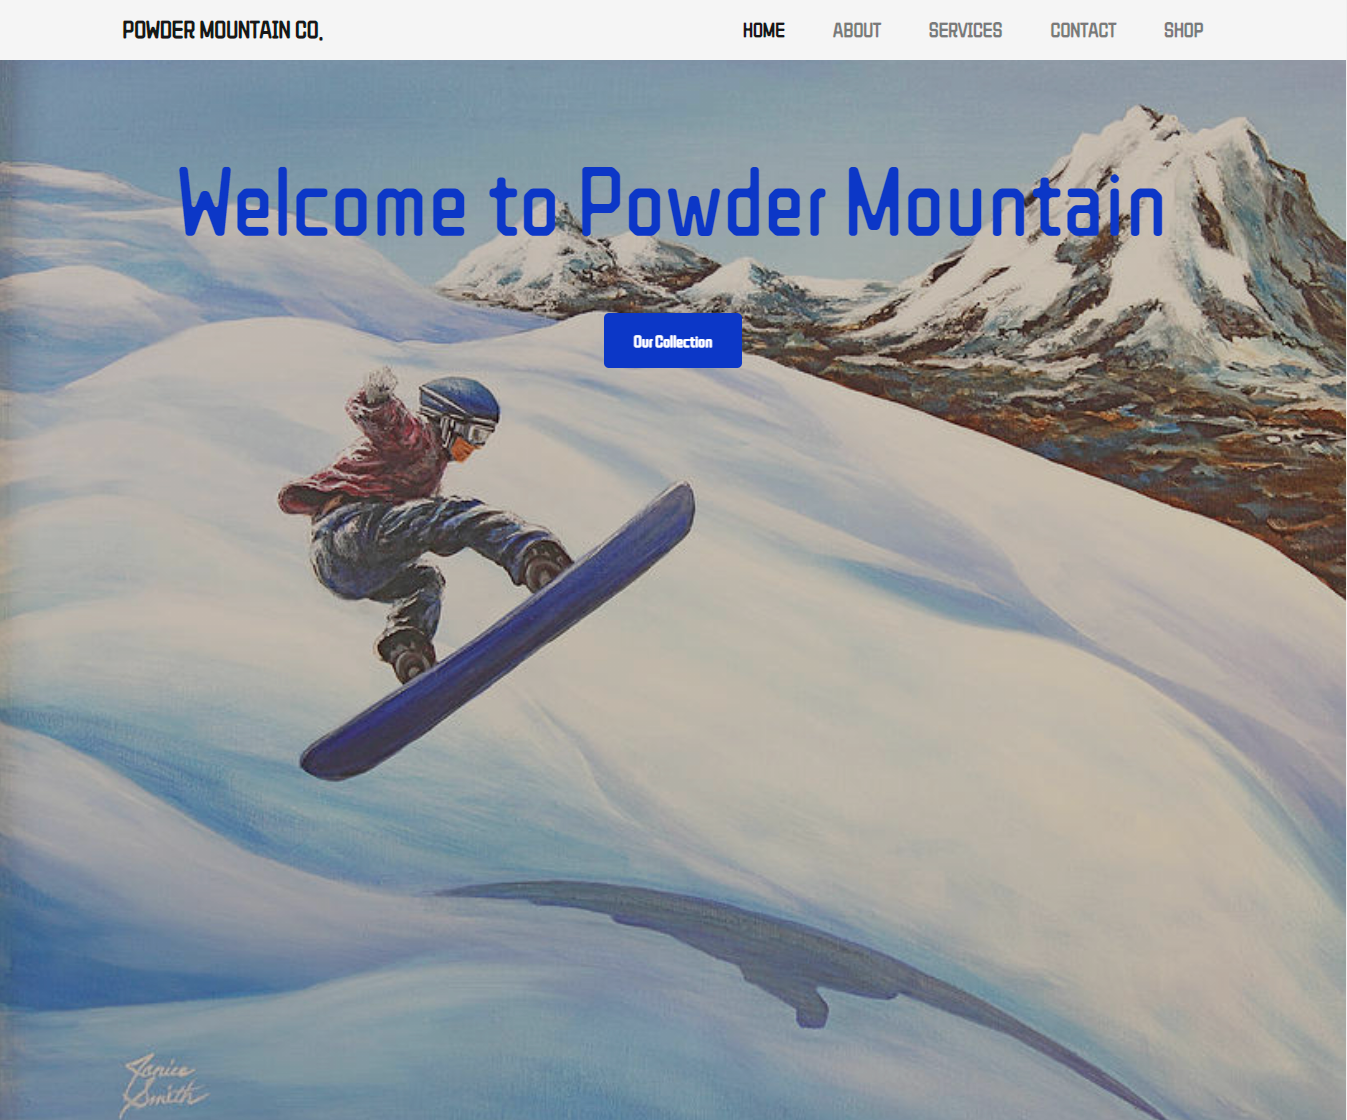 POWDER MOUNTAIN CO.
HOME ABOUT SERVICES CONTACT SHOP
Welcome to Powder Mountain
Our Collection
Janice
Smith